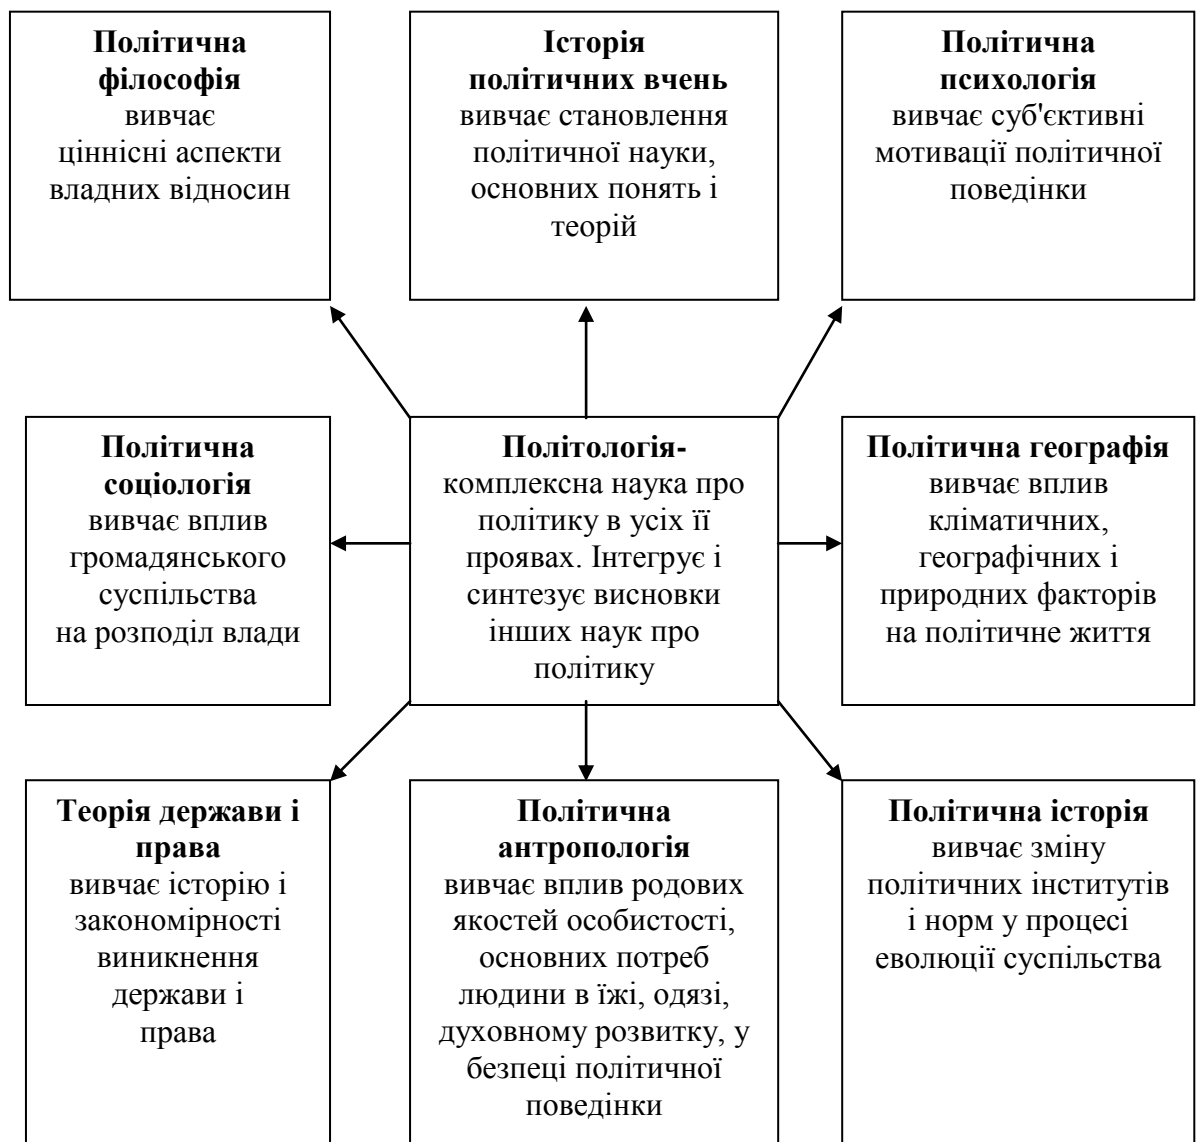 Політична
філософія
вивчає
ціннісні аспекти
владних відносин
Історія
політичних вчень
вивчає становлення
політичної науки,
основних понять і
теорій
Політична
психологія
вивчає суб'єктивні
мотивації політичної
поведінки
Політична
соціологія
вивчає вплив
громадянського
суспільства
на розподіл влади
Політологія-
комплексна наука про
політику в усіх її
проявах. Інтегрує і
синтезує висновки
інших наук про
політику
Політична географія
вивчає вплив
кліматичних,
географічних і
природних факторів
на політичне життя
Теорія держави і
права
вивчає історію і
закономірності
виникнення
держави і
права
Політична
антропологія
вивчає вплив родових
якостей особистості,
основних потреб
людини в їжі, одязі,
духовному розвитку, у
безпеці політичної
поведінки
Політична історія
вивчає зміну
політичних інститутів
і норм у процесі
еволюції суспільства